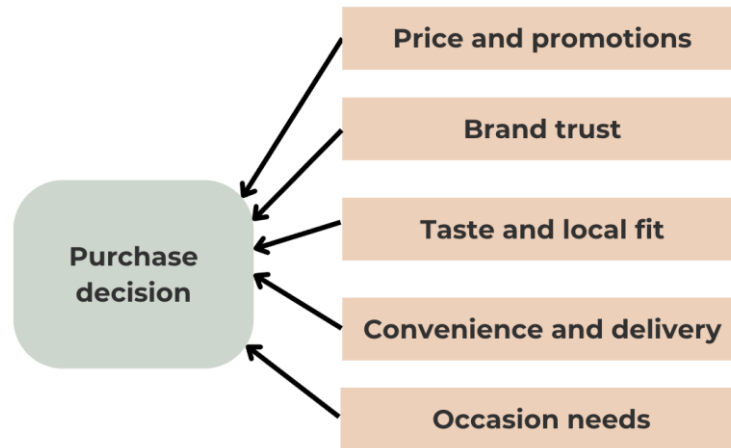 Price and promotions
Brand trust
Taste and local fit
Purchase
decision
Convenience and delivery
Occasion needs